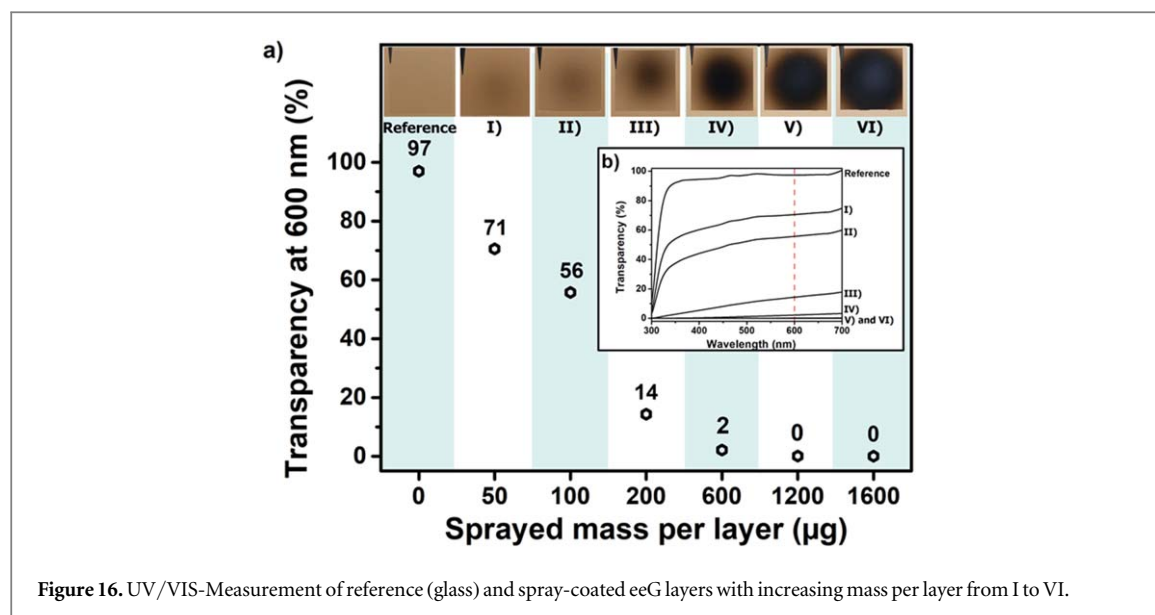 a)
Reference I) II) III) IV) V) VI)
97
71
56
14
2
0
0
Transparency at 600 nm (%)
100
80
60
40
20
0
0 50 100 200 600 1200 1600
Sprayed mass per layer (µg)
b)
Transparency (%)
100
80
60
40
20
0
300 400 500 600 700
Wavelength (nm)
Reference
I)
II)
III)
IV)
V) and VI)
Figure 16. UV/VIS-Measurement of reference (glass) and spray-coated eeG layers with increasing mass per layer from I to VI.